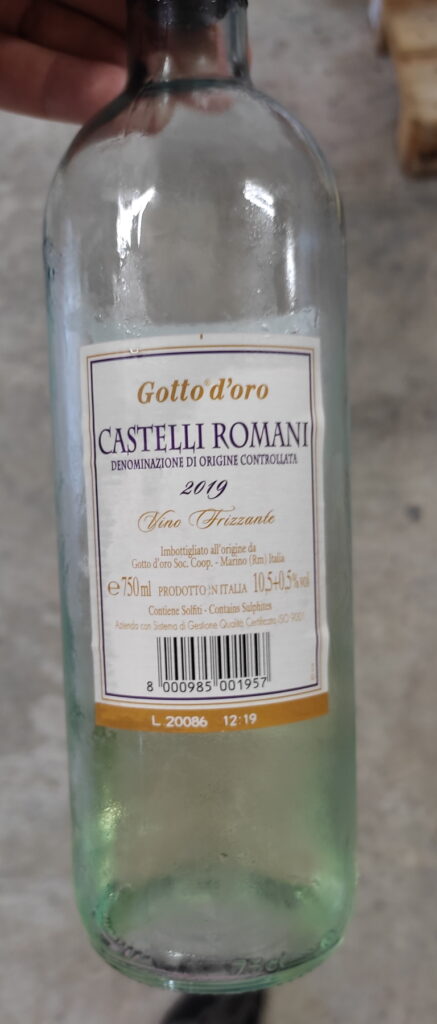 Gotto® d'oro
CASTELLI ROMANI
DENOMINAZIONE DI ORIGINE CONTROLLATA
2019
Vino Frizzante
Imbottigliato all'origine da
Gotto d'oro Soc. Coop. - Marino (Rm) Italia
℮ 750 ml PRODOTTO IN ITALIA 10,5+0,5% vol
Contiene Solfiti - Contains Sulphites
Azienda con Sistema di Gestione Qualità Certificato ISO 9001
8 000985 001957
L 20086 12:19